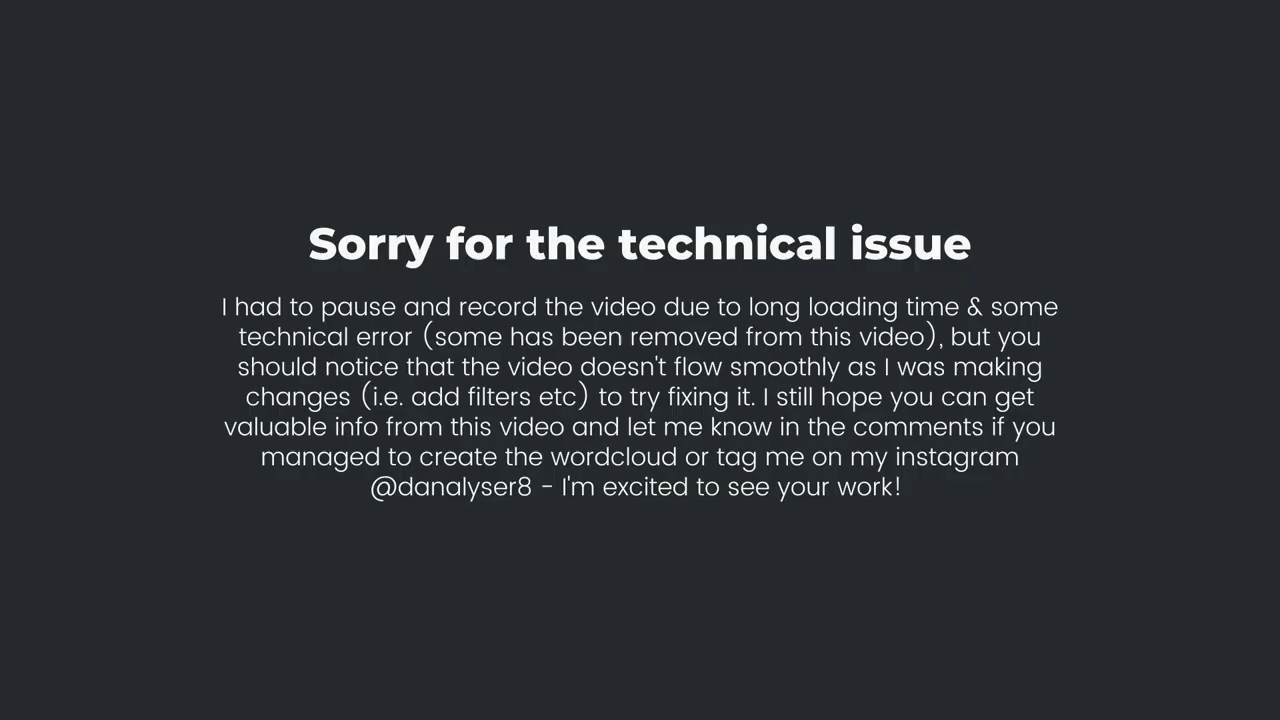 Sorry for the technical issue
I had to pause and record the video due to long loading time & some
technical error (some has been removed from this video), but you
should notice that the video doesn't flow smoothly as I was making
changes (i.e. add filters etc) to try fixing it. I still hope you can get
valuable info from this video and let me know in the comments if you
managed to create the wordcloud or tag me on my instagram
@danalyser8 - I'm excited to see your work!